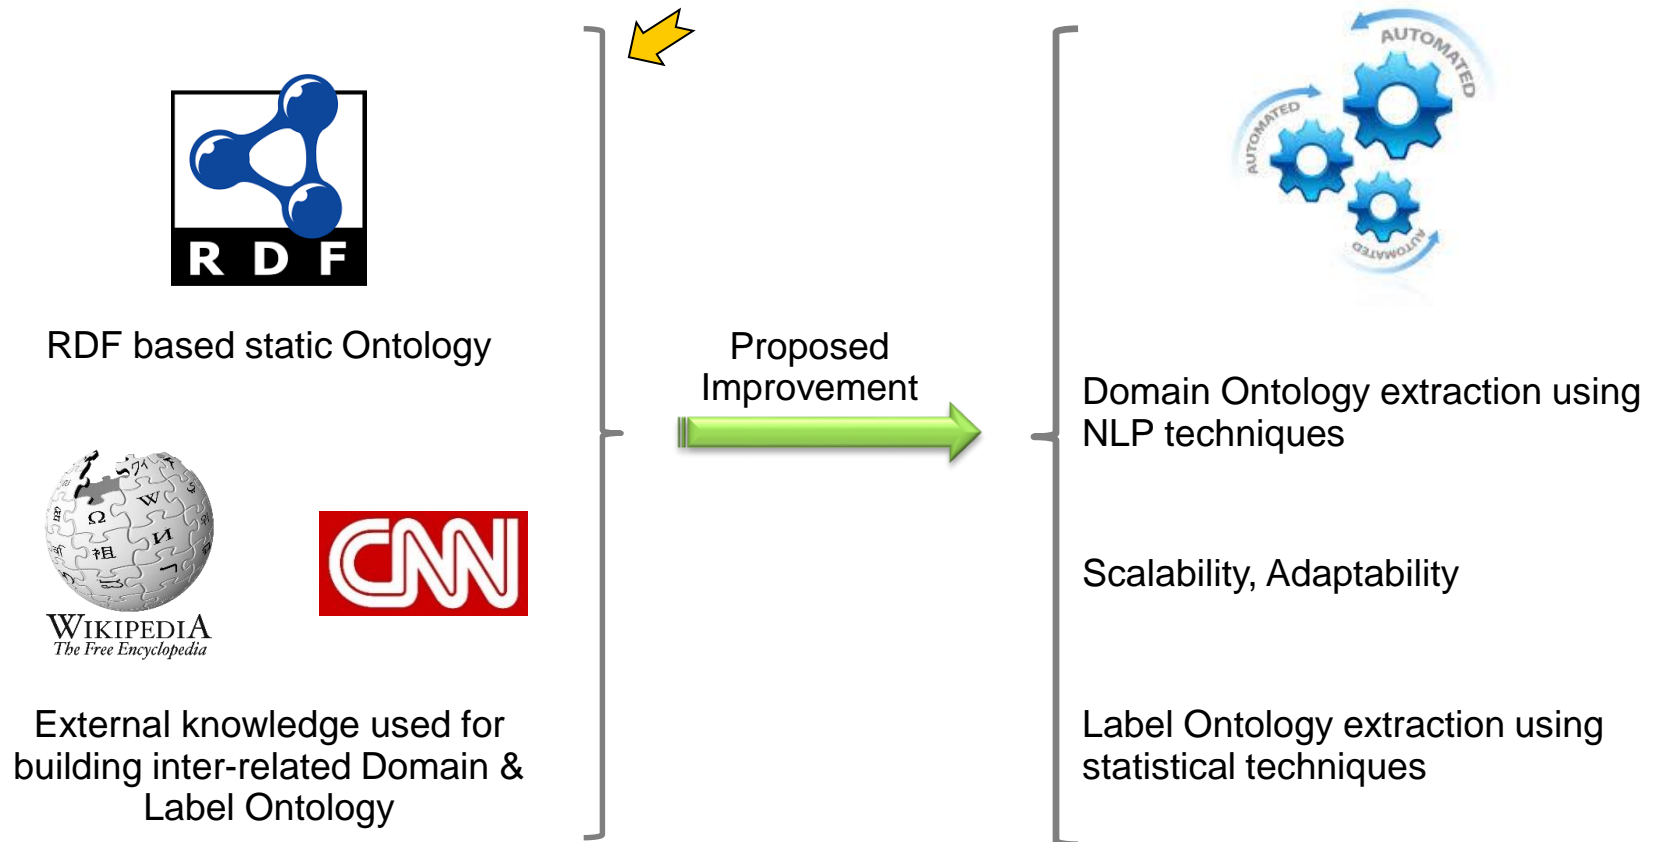 RDF
RDF based static Ontology
WIKIPEDIA
The Free Encyclopedia
CNN
External knowledge used for
building inter-related Domain &
Label Ontology
Proposed
Improvement
AUTOMATED
AUTOMATED
AUTOMATED
Domain Ontology extraction using
NLP techniques
Scalability, Adaptability
Label Ontology extraction using
statistical techniques